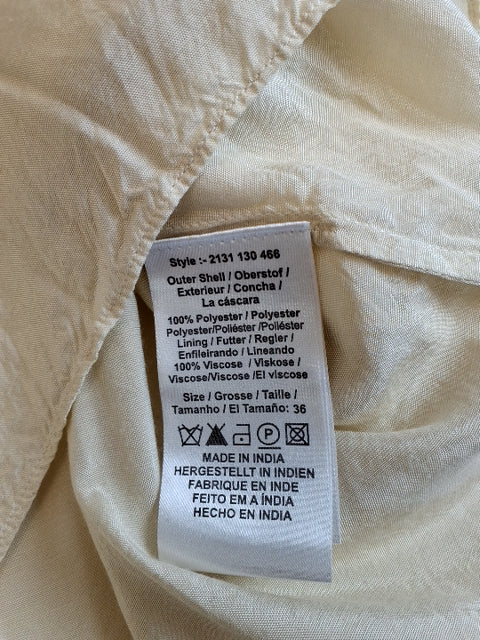 Style :- 2131 130 466
Outer Shell / Oberstof /
Exterieur / Concha /
La cáscara
100% Polyester / Polyester
Polyester/Poliéster /Poliéster
Lining / Futter / Regler /
Enfileirando / Lineando
100% Viscose / Viskose /
Viscose/Viscose /El viscose
Size / Grosse / Taille /
Tamanho / El Tamaño: 36
P
MADE IN INDIA
HERGESTELLT IN INDIEN
FABRIQUE EN INDE
FEITO EM A ÍNDIA
HECHO EN INDIA